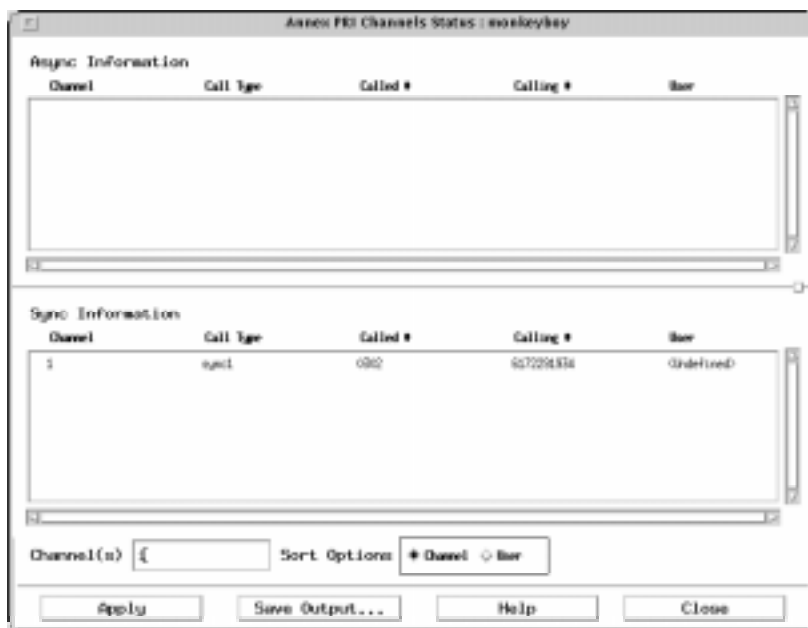 Annex PRI Channels Status : monkeyboy
Async Information
Channel Call Type Called # Calling # User
Sync Information
Channel Call Type Called # Calling # User
1 sync1 <Undefined>
Channel(s) Sort Options Channel User
Apply Save Output... Help Close